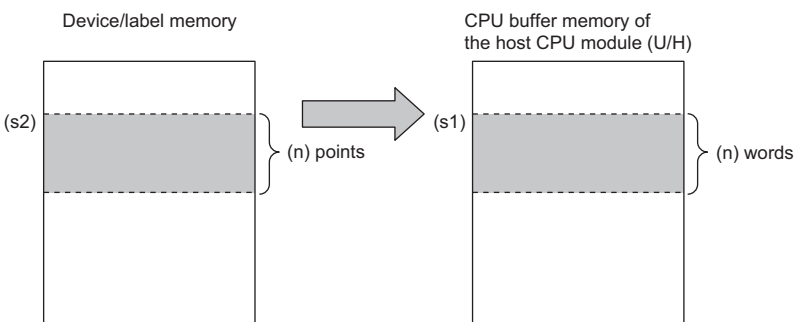 Device/label memory
CPU buffer memory of
the host CPU module (U/H)
(s2)
(n) points
(s1)
(n) words